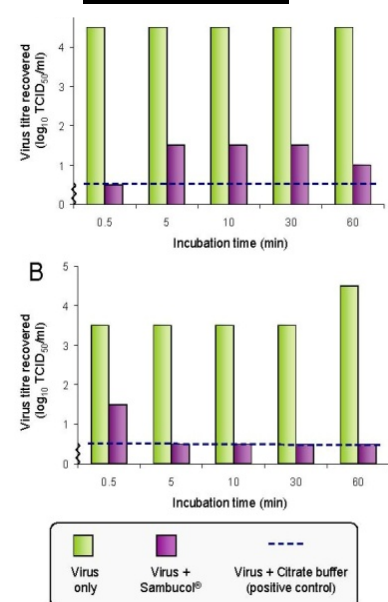 Virus titre recovered
(log₁₀ TCID₅₀/ml)
4
3
2
1
0
0.5 5 10 30 60
Incubation time (min)
B
Virus titre recovered
(log₁₀ TCID₅₀/ml)
5
4
3
2
1
0
0.5 5 10 30 60
Incubation time (min)
Virus only
Virus + Sambucol®
Virus + Citrate buffer (positive control)